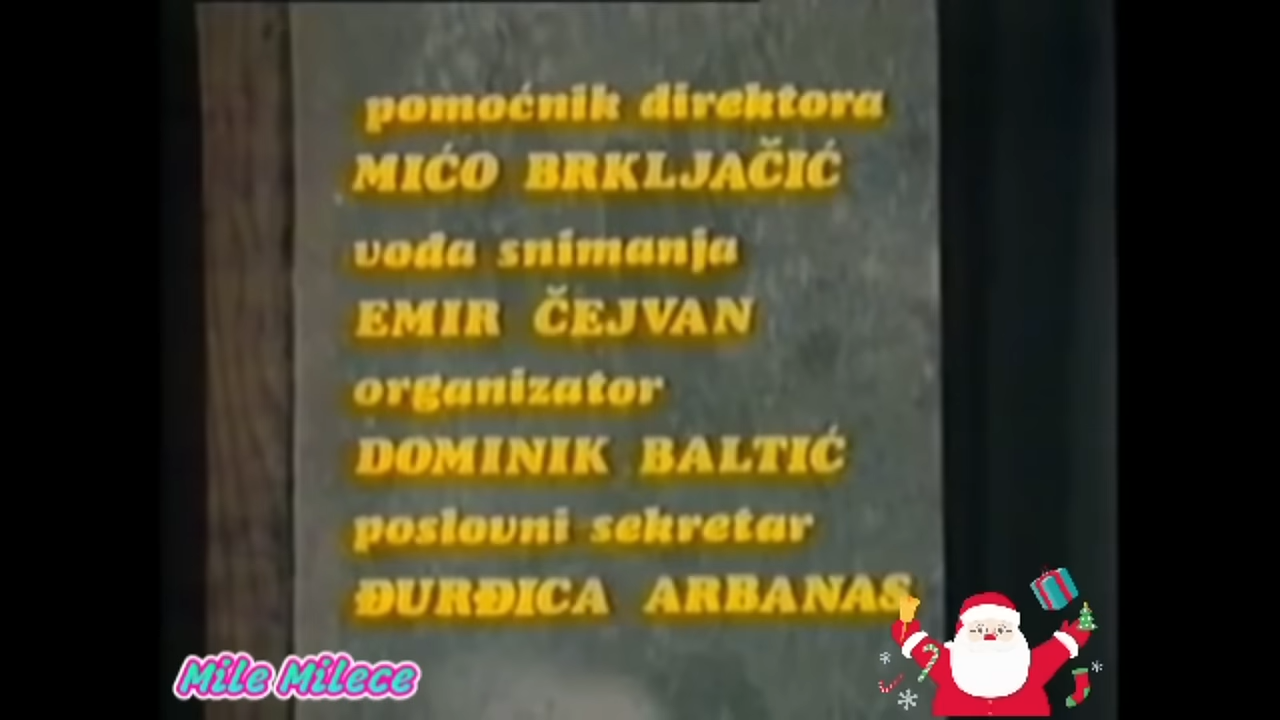 pomoćnik direktora
MIĆO BRKLJAČIĆ
vođa snimanja
EMIR ČEJVAN
organizator
DOMINIK BALTIĆ
poslovni sekretar
ĐURĐICA ARBANAS
Mile Milece